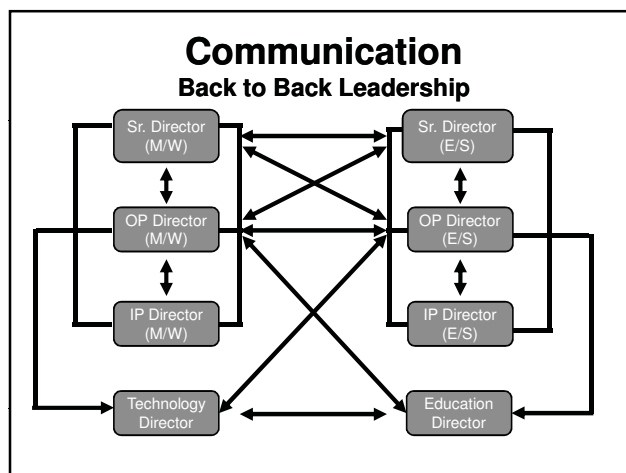 Communication
Back to Back Leadership
Sr. Director
(M/W)
Sr. Director
(E/S)
OP Director
(M/W)
OP Director
(E/S)
IP Director
(M/W)
IP Director
(E/S)
Technology
Director
Education
Director